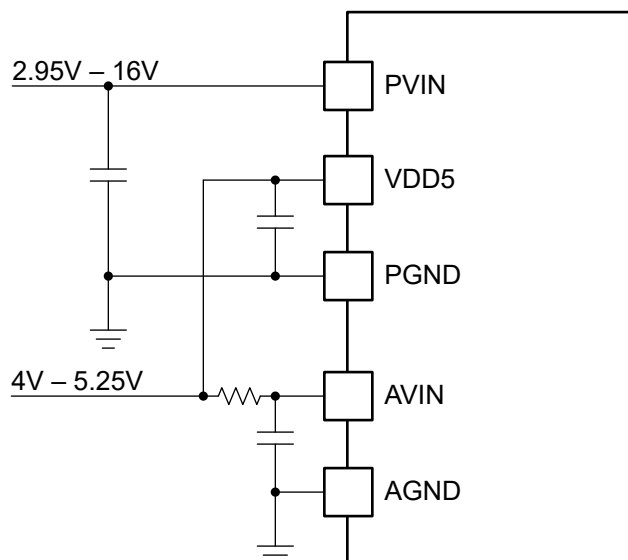 2.95V – 16V
PVIN
VDD5
PGND
4V – 5.25V
AVIN
AGND